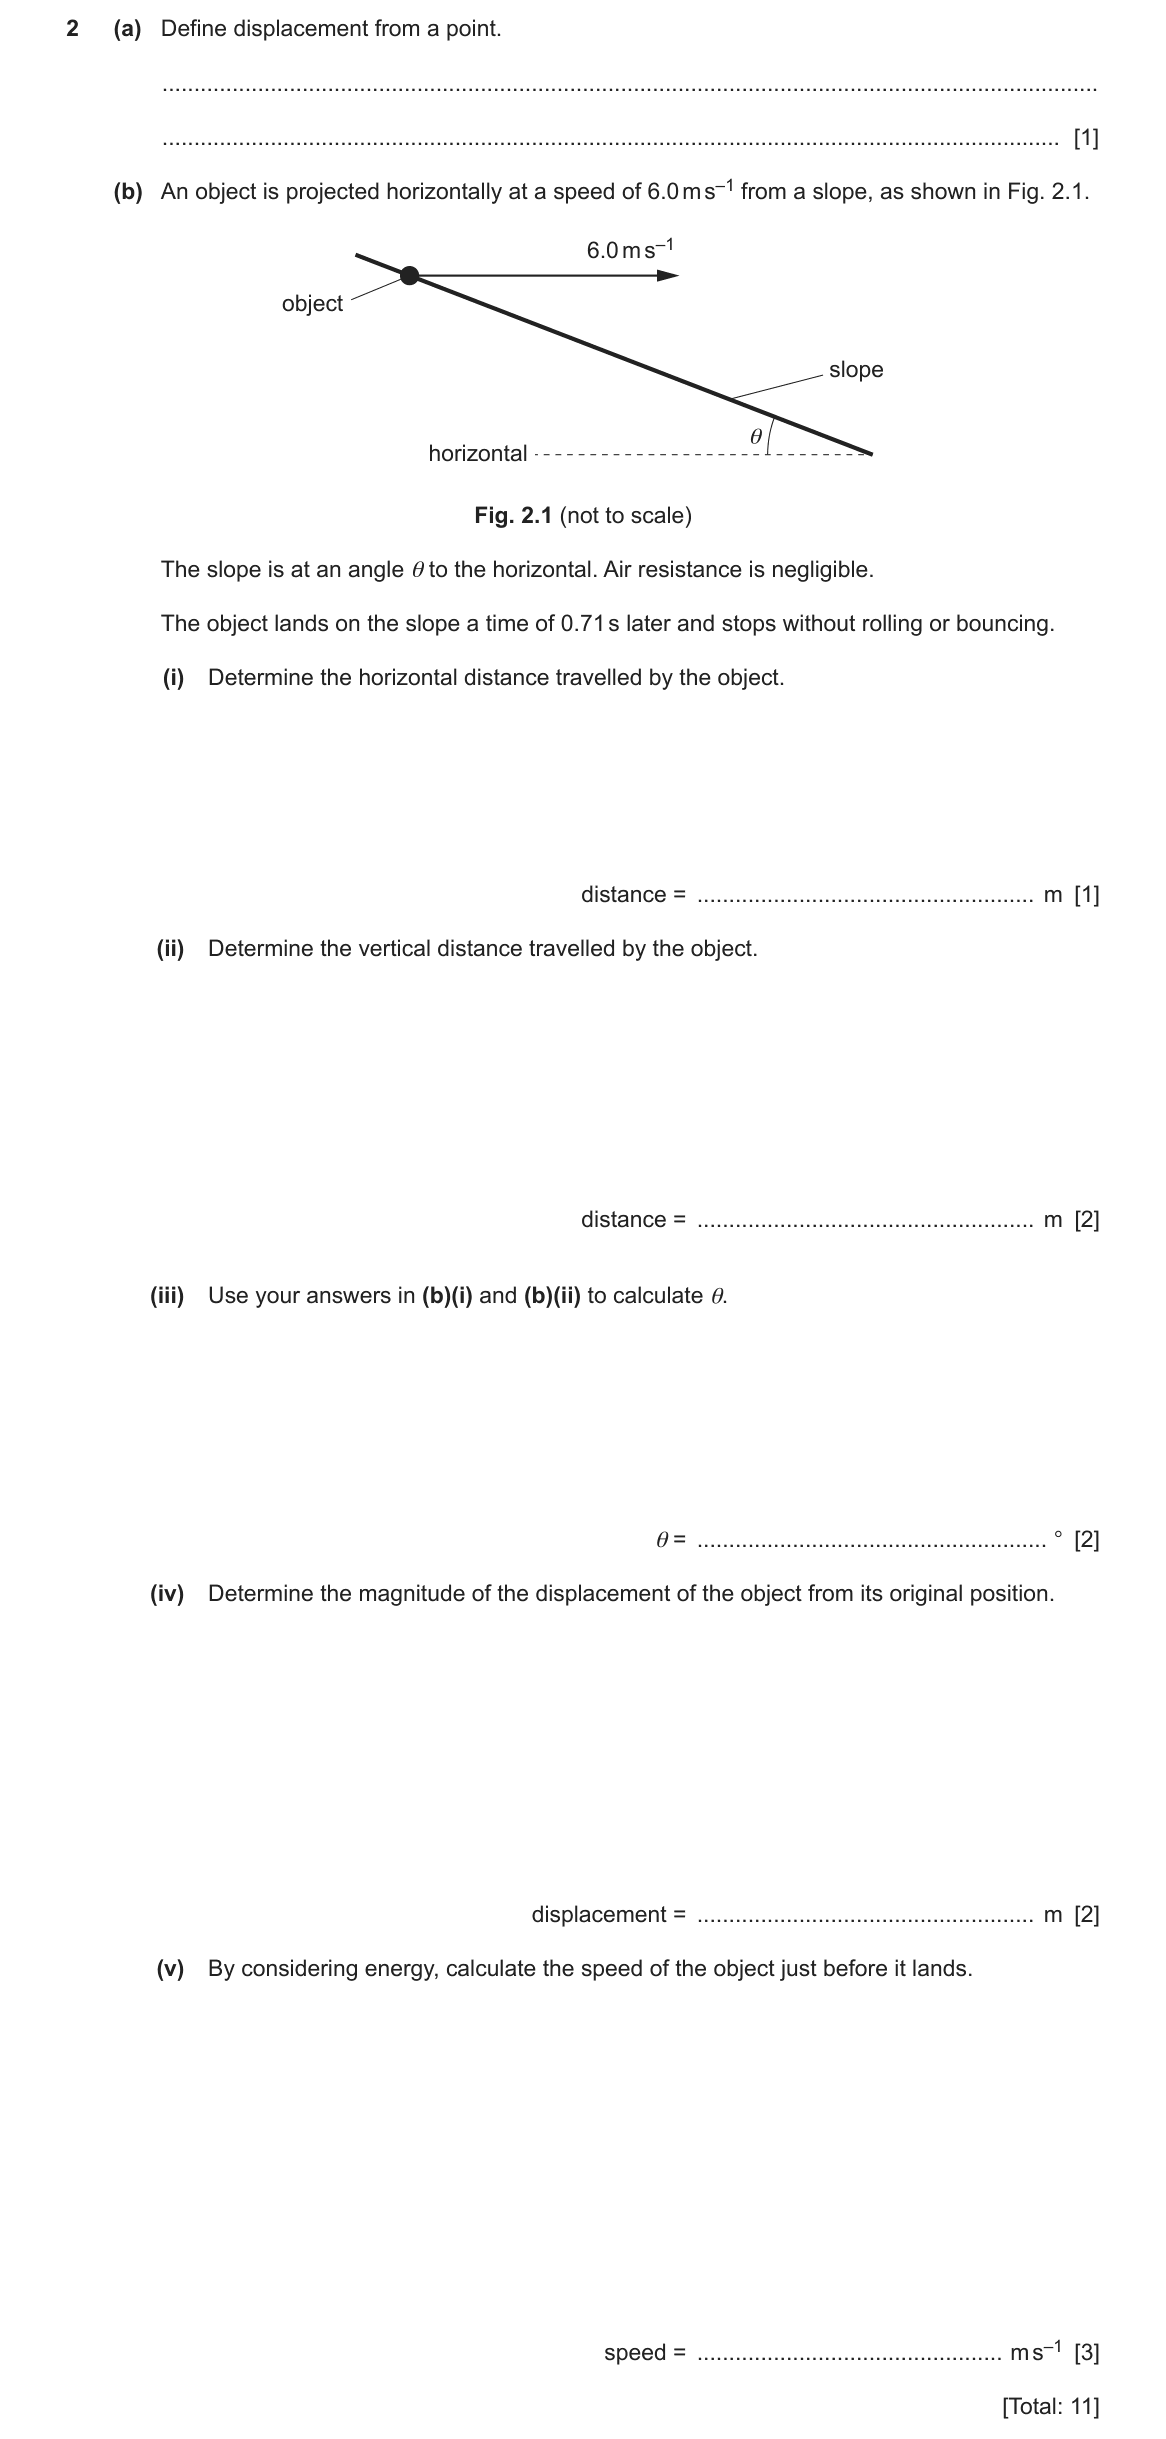 2 (a) Define displacement from a point.
..........................................................................................................................................................
.................................................................................................................................................... [1]
(b) An object is projected horizontally at a speed of 6.0 m s⁻¹ from a slope, as shown in Fig. 2.1.
6.0 m s⁻¹
object
slope
θ
horizontal
Fig. 2.1 (not to scale)
The slope is at an angle θ to the horizontal. Air resistance is negligible.
The object lands on the slope a time of 0.71 s later and stops without rolling or bouncing.
(i) Determine the horizontal distance travelled by the object.
distance = ..................................................... m [1]
(ii) Determine the vertical distance travelled by the object.
distance = ..................................................... m [2]
(iii) Use your answers in (b)(i) and (b)(ii) to calculate θ.
θ = ....................................................... ° [2]
(iv) Determine the magnitude of the displacement of the object from its original position.
displacement = ..................................................... m [2]
(v) By considering energy, calculate the speed of the object just before it lands.
speed = ................................................ m s⁻¹ [3]
[Total: 11]